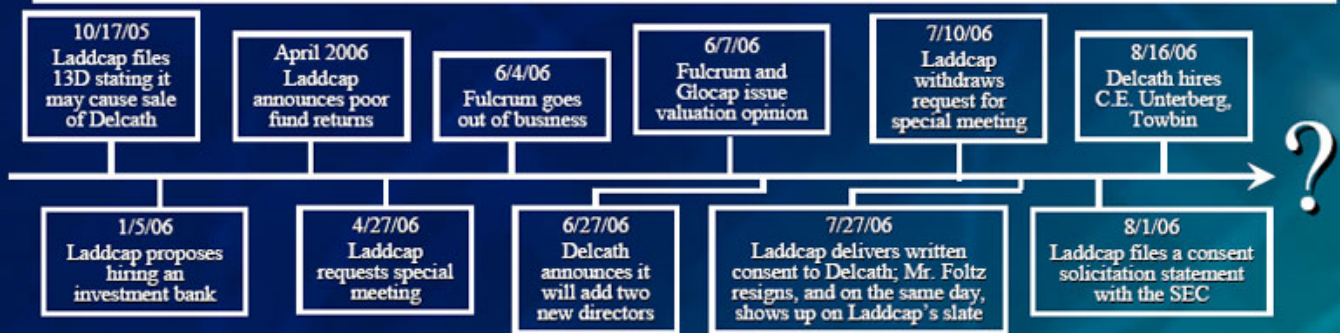 10/17/05
Laddcap files
13D stating it
may cause sale
of Delcath
April 2006
Laddcap
announces poor
fund returns
6/4/06
Fulcrum goes
out of business
6/7/06
Fulcrum and
Glocap issue
valuation opinion
7/10/06
Laddcap
withdraws
request for
special meeting
8/16/06
Delcath hires
C.E. Unterberg,
Towbin
?
1/5/06
Laddcap proposes
hiring an
investment bank
4/27/06
Laddcap
requests special
meeting
6/27/06
Delcath
announces it
will add two
new directors
7/27/06
Laddcap delivers written
consent to Delcath; Mr. Foltz
resigns, and on the same day,
shows up on Laddcap's slate
8/1/06
Laddcap files a consent
solicitation statement
with the SEC